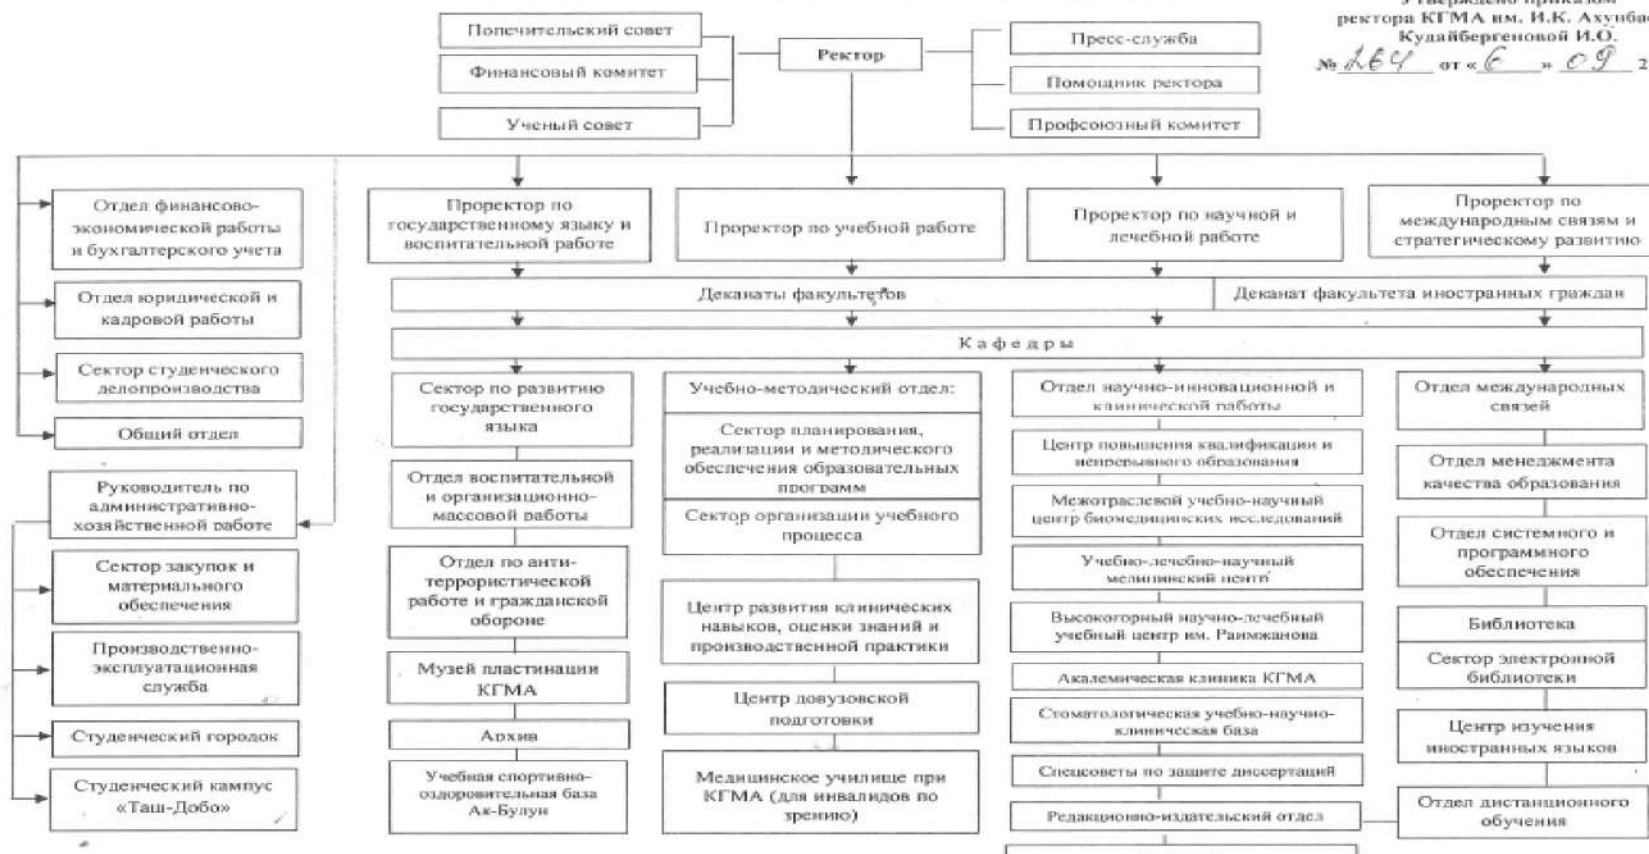 Утверждено приказом
ректора КГМА им. И.К. Ахунба
Кудайбергеновой И.О.
№ 264 от « 6 » 09 2
Попечительский совет
Финансовый комитет
Ученый совет
Ректор
Пресс-служба
Помощник ректора
Профсоюзный комитет
Отдел финансово-
экономической работы
и бухгалтерского учета
Отдел юридической и
кадровой работы
Сектор студенческого
делопроизводства
Общий отдел
Руководитель по
административно-
хозяйственной работе
Сектор закупок и
материального
обеспечения
Производственно-
эксплуатационная
служба
Студенческий городок
Студенческий кампус
«Таш-Добо»
Проректор по
государственному языку и
воспитательной работе
Проректор по учебной работе
Проректор по научной и
лечебной работе
Проректор по
международным связям и
стратегическому развитию
Деканаты факультетов
Деканат факультета иностранных граждан
Кафедры
Сектор по развитию
государственного
языка
Отдел воспитательной
и организационно-
массовой работы
Отдел по анти-
террористической
работе и гражданской
обороне
Музей пластинации
КГМА
Архив
Учебная спортивно-
оздоровительная база
Ак-Булун
Учебно-методический отдел:
Сектор планирования,
реализации и методического
обеспечения образовательных
программ
Сектор организации учебного
процесса
Центр развития клинических
навыков, оценки знаний и
производственной практики
Центр довузовской
подготовки
Медицинское училище при
КГМА (для инвалидов по
зрению)
Отдел научно-инновационной и
клинической работы
Центр повышения квалификации и
непрерывного образования
Межотраслевой учебно-научный
центр биомедицинских исследований
Учебно-лечебно-научный
медицинский центр
Высокогорный научно-лечебный
учебный центр им. Раимжанова
Академическая клиника КГМА
Стоматологическая учебно-научно-
клиническая база
Спецсоветы по защите диссертаций
Редакционно-издательский отдел
Отдел международных
связей
Отдел менеджмента
качества образования
Отдел системного и
программного
обеспечения
Библиотека
Сектор электронной
библиотеки
Центр изучения
иностранных языков
Отдел дистанционного
обучения